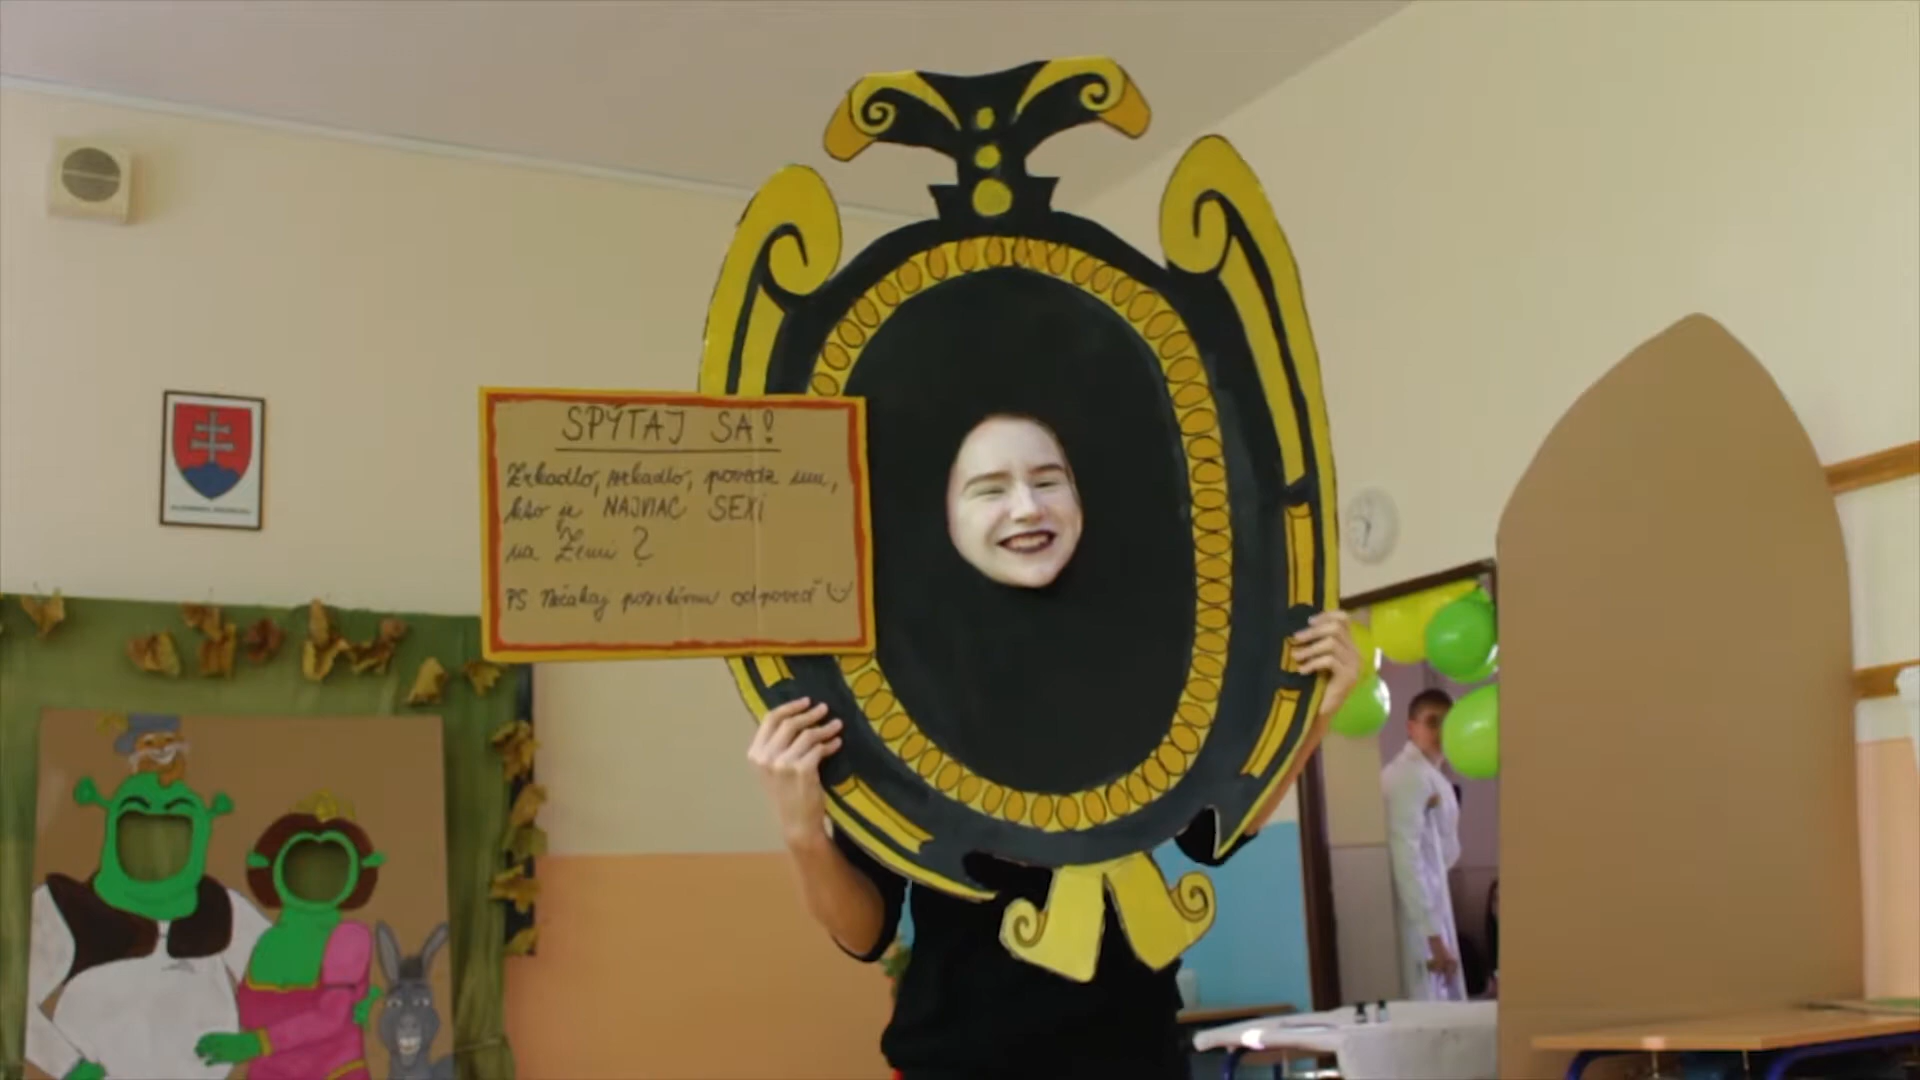 SPÝTAJ SA!
Zrkadlo, zrkadlo, povedz mi,
kto je NAJVIAC SEXI
na Zemi?
PS Nečakaj pozitívnu odpoveď